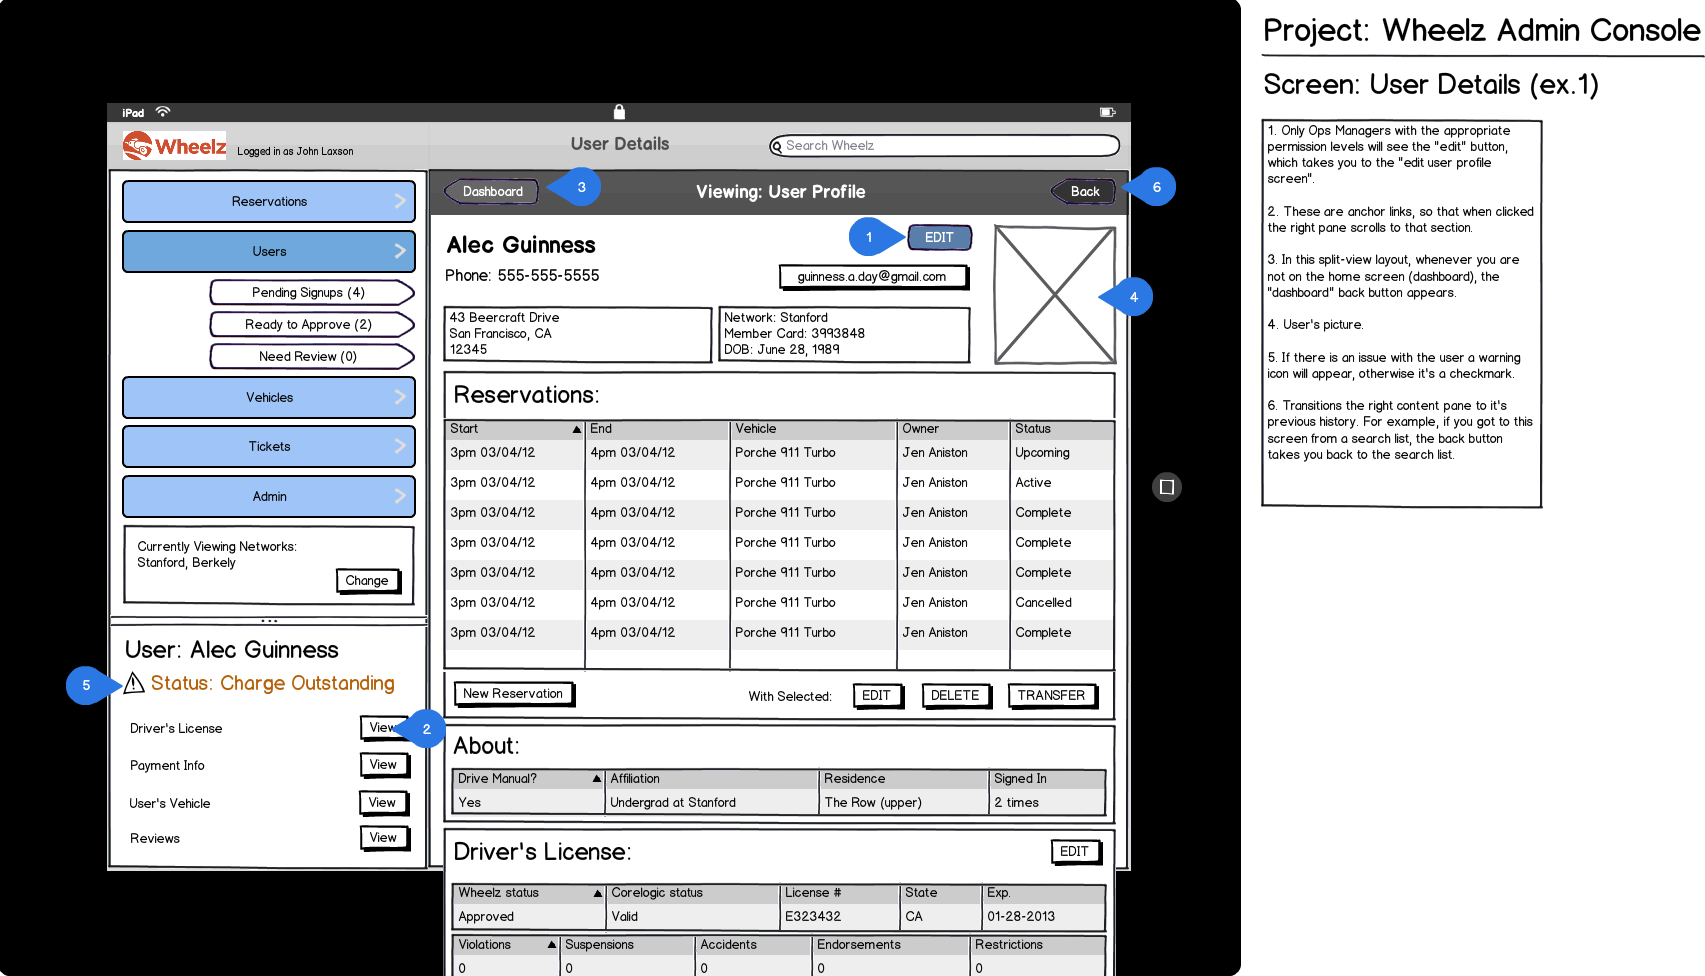 Project: Wheelz Admin Console
Screen: User Details (ex.1)
1. Only Ops Managers with the appropriate
permission levels will see the "edit" button,
which takes you to the "edit user profile
screen".
2. These are anchor links, so that when clicked
the right pane scrolls to that section.
3. In this split-view layout, whenever you are
not on the home screen (dashboard), the
"dashboard" back button appears.
4. User's picture.
5. If there is an issue with the user a warning
icon will appear, otherwise it's a checkmark.
6. Transitions the right content pane to it's
previous history. For example, if you got to this
screen from a search list, the back button
takes you back to the search list.
iPad
Wheelz Logged in as John Laxson
User Details
Search Wheelz
Reservations
Users
Pending Signups (4)
Ready to Approve (2)
Need Review (0)
Vehicles
Tickets
Admin
Currently Viewing Networks:
Stanford, Berkely
Change
User: Alec Guinness
5
Status: Charge Outstanding
Driver's License View 2
Payment Info View
User's Vehicle View
Reviews View
Dashboard 3 Viewing: User Profile Back 6
Alec Guinness 1 EDIT
Phone: 555-555-5555 guinness.a.day@gmail.com
4
43 Beercraft Drive
San Francisco, CA
12345
Network: Stanford
Member Card: 3993848
DOB: June 28, 1989
Reservations:
Start End Vehicle Owner Status
3pm 03/04/12 4pm 03/04/12 Porche 911 Turbo Jen Aniston Upcoming
3pm 03/04/12 4pm 03/04/12 Porche 911 Turbo Jen Aniston Active
3pm 03/04/12 4pm 03/04/12 Porche 911 Turbo Jen Aniston Complete
3pm 03/04/12 4pm 03/04/12 Porche 911 Turbo Jen Aniston Complete
3pm 03/04/12 4pm 03/04/12 Porche 911 Turbo Jen Aniston Complete
3pm 03/04/12 4pm 03/04/12 Porche 911 Turbo Jen Aniston Cancelled
3pm 03/04/12 4pm 03/04/12 Porche 911 Turbo Jen Aniston Complete
New Reservation With Selected: EDIT DELETE TRANSFER
About:
Drive Manual? Affiliation Residence Signed In
Yes Undergrad at Stanford The Row (upper) 2 times
Driver's License: EDIT
Wheelz status Corelogic status License # State Exp.
Approved Valid E323432 CA 01-28-2013
Violations Suspensions Accidents Endorsements Restrictions
0 0 0 0 0